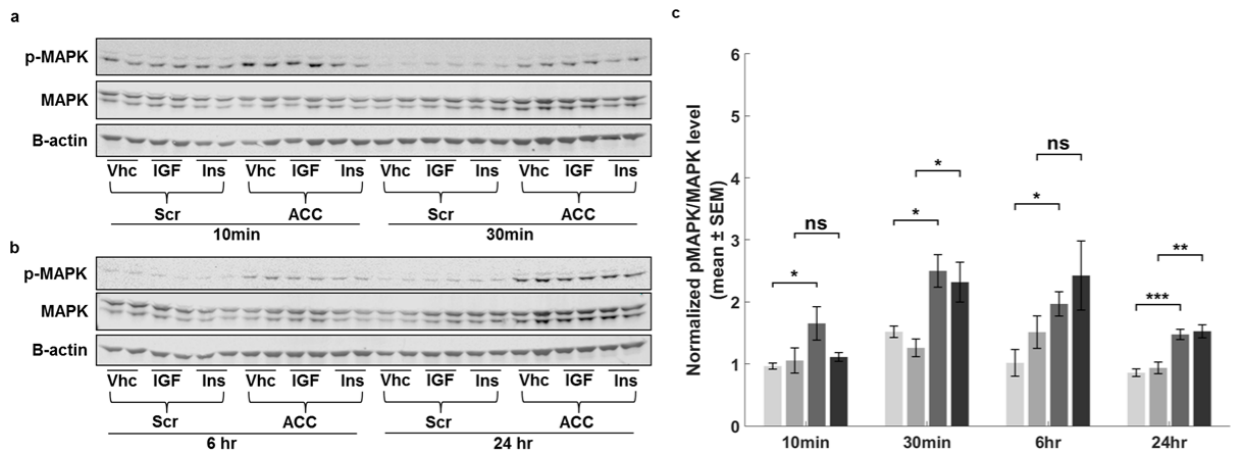 a
p-MAPK
MAPK
B-actin
Vhc IGF Ins Vhc IGF Ins Vhc IGF Ins Vhc IGF Ins
Scr ACC Scr ACC
10min 30min
b
p-MAPK
MAPK
B-actin
Vhc IGF Ins Vhc IGF Ins Vhc IGF Ins Vhc IGF Ins
Scr ACC Scr ACC
6 hr 24 hr
c
Normalized pMAPK/MAPK level
(mean ± SEM)
6
5
4
3
2
1
0
* ns
* *
* ns
*** **
10min 30min 6hr 24hr